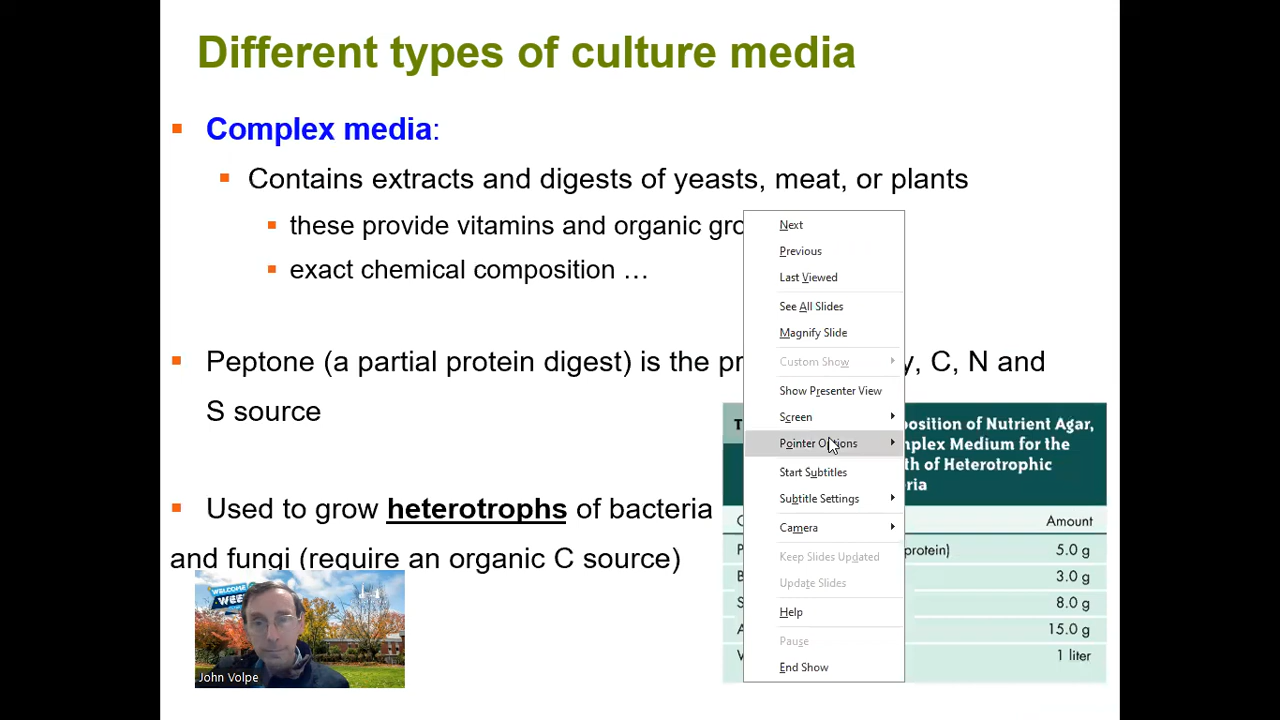 Different types of culture media
Complex media:
Contains extracts and digests of yeasts, meat, or plants
these provide vitamins and organic gro
exact chemical composition …
Peptone (a partial protein digest) is the pr y, C, N and
S source
Used to grow heterotrophs of bacteria
and fungi (require an organic C source)
WELCOME
WEE
John Volpe
Next
Previous
Last Viewed
See All Slides
Magnify Slide
Custom Show
Show Presenter View
Screen
Pointer Options
Start Subtitles
Subtitle Settings
Camera
Keep Slides Updated
Update Slides
Help
Pause
End Show
T position of Nutrient Agar,
mplex Medium for the
th of Heterotrophic
ria
C Amount
P protein) 5.0 g
B 3.0 g
S 8.0 g
A 15.0 g
V 1 liter